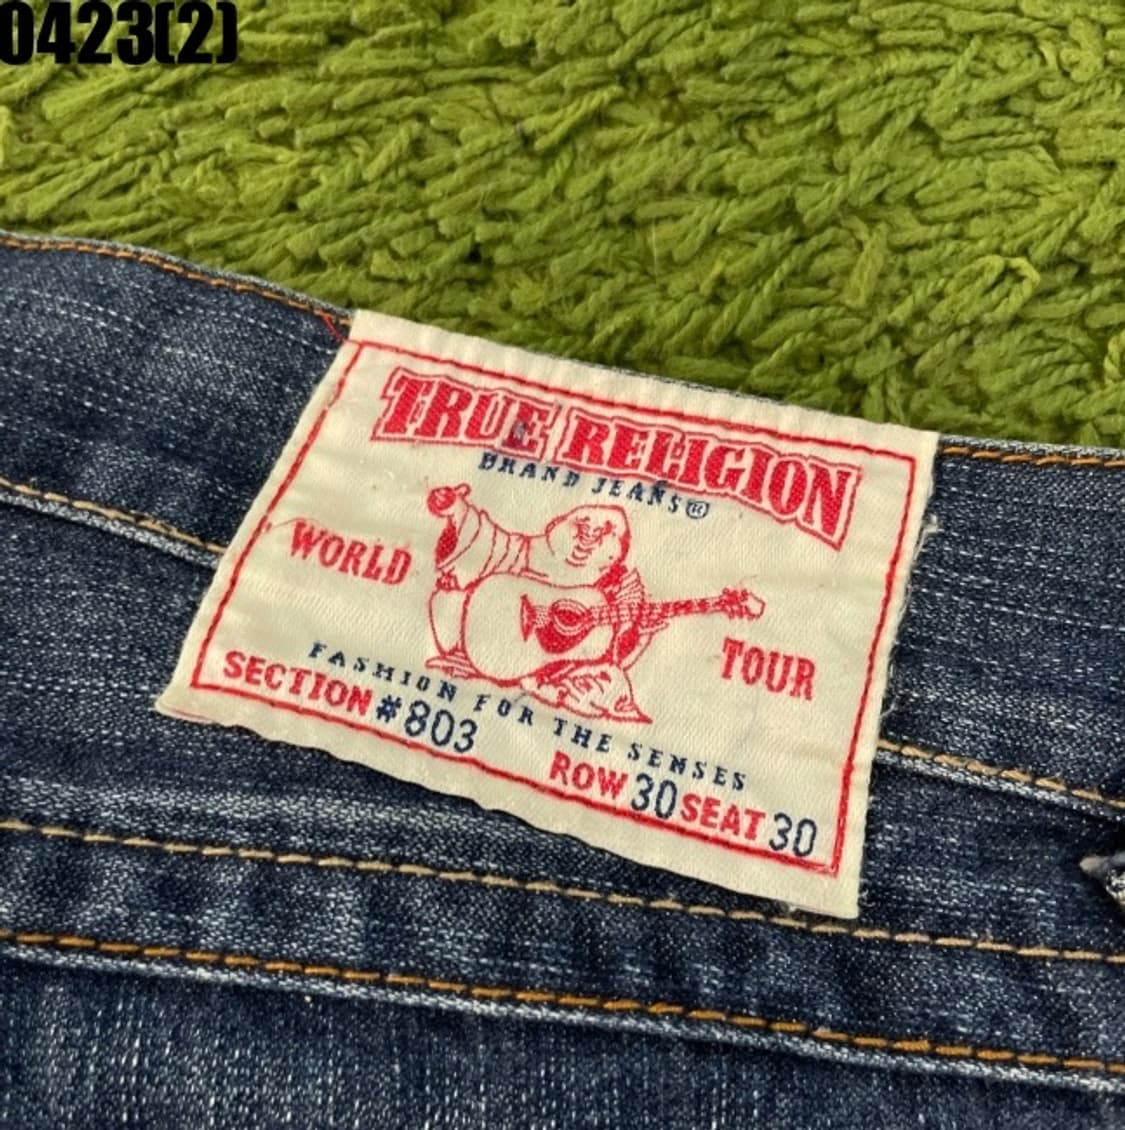 0423(2)
TRUE RELIGION
BRAND JEANS®
WORLD
TOUR
FASHION FOR THE SENSES
SECTION #803
ROW 30 SEAT 30